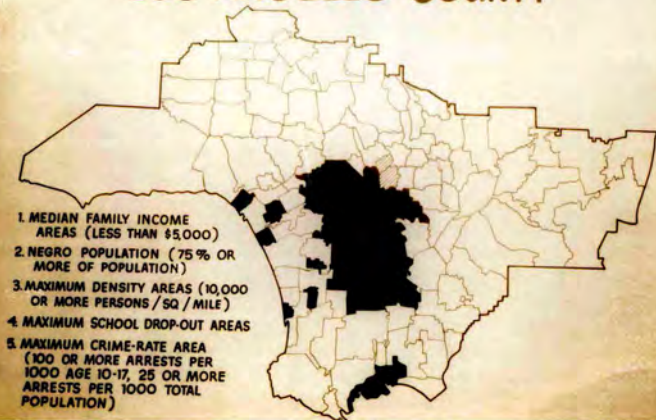 COUNTY
1. MEDIAN FAMILY INCOME
AREAS (LESS THAN $5,000)
2. NEGRO POPULATION (75% OR
MORE OF POPULATION)
3. MAXIMUM DENSITY AREAS (10,000
OR MORE PERSONS/SQ/MILE)
4 MAXIMUM SCHOOL DROP-OUT AREAS
5. MAXIMUM CRIME-RATE AREA
(100 OR MORE ARRESTS PER
1000 AGE 10-17, 25 OR MORE
ARRESTS PER 1000 TOTAL
POPULATION)